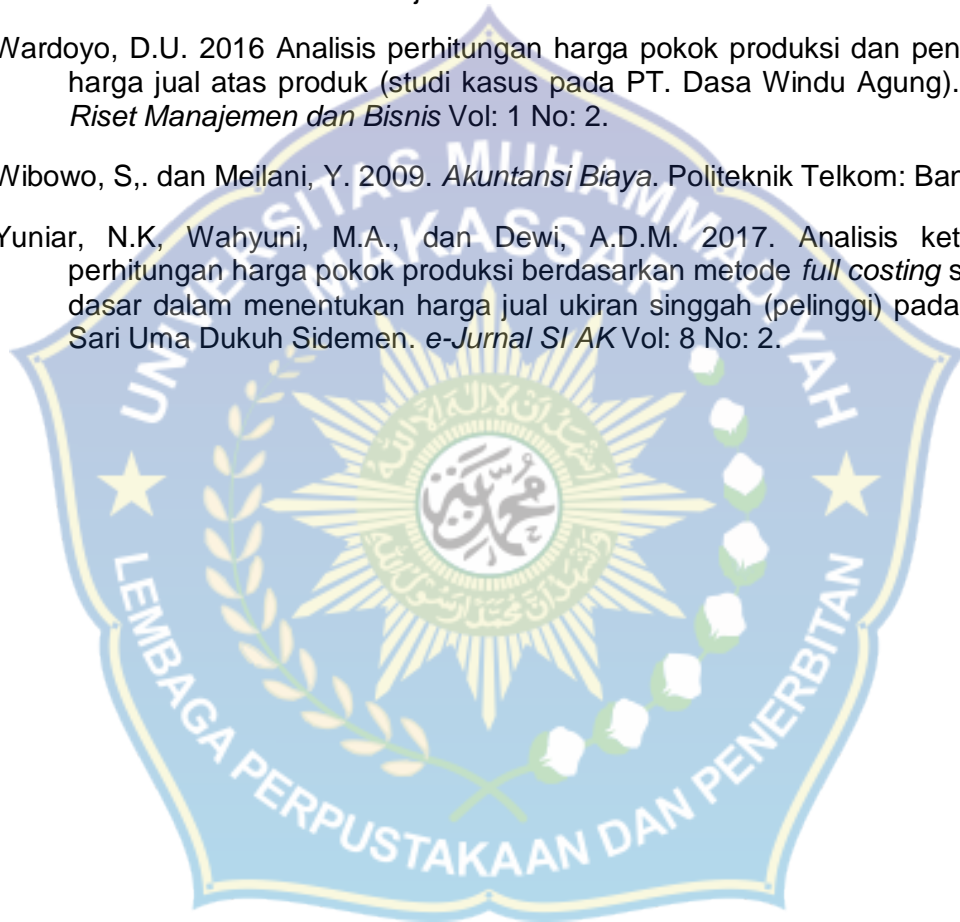 Wardoyo, D.U. 2016 Analisis perhitungan harga pokok produksi dan pen
harga jual atas produk (studi kasus pada PT. Dasa Windu Agung).
Riset Manajemen dan Bisnis Vol: 1 No: 2.
Wibowo, S,. dan Meilani, Y. 2009. Akuntansi Biaya. Politeknik Telkom: Ban
Yuniar, N.K, Wahyuni, M.A., dan Dewi, A.D.M. 2017. Analisis ket
perhitungan harga pokok produksi berdasarkan metode full costing s
dasar dalam menentukan harga jual ukiran singgah (pelinggi) pada
Sari Uma Dukuh Sidemen. e-Jurnal SI AK Vol: 8 No: 2.
UNIVERSITAS MUHAMMADIYAH
MAKASSAR
محمد
LEMBAGA PERPUSTAKAAN DAN PENERBITAN